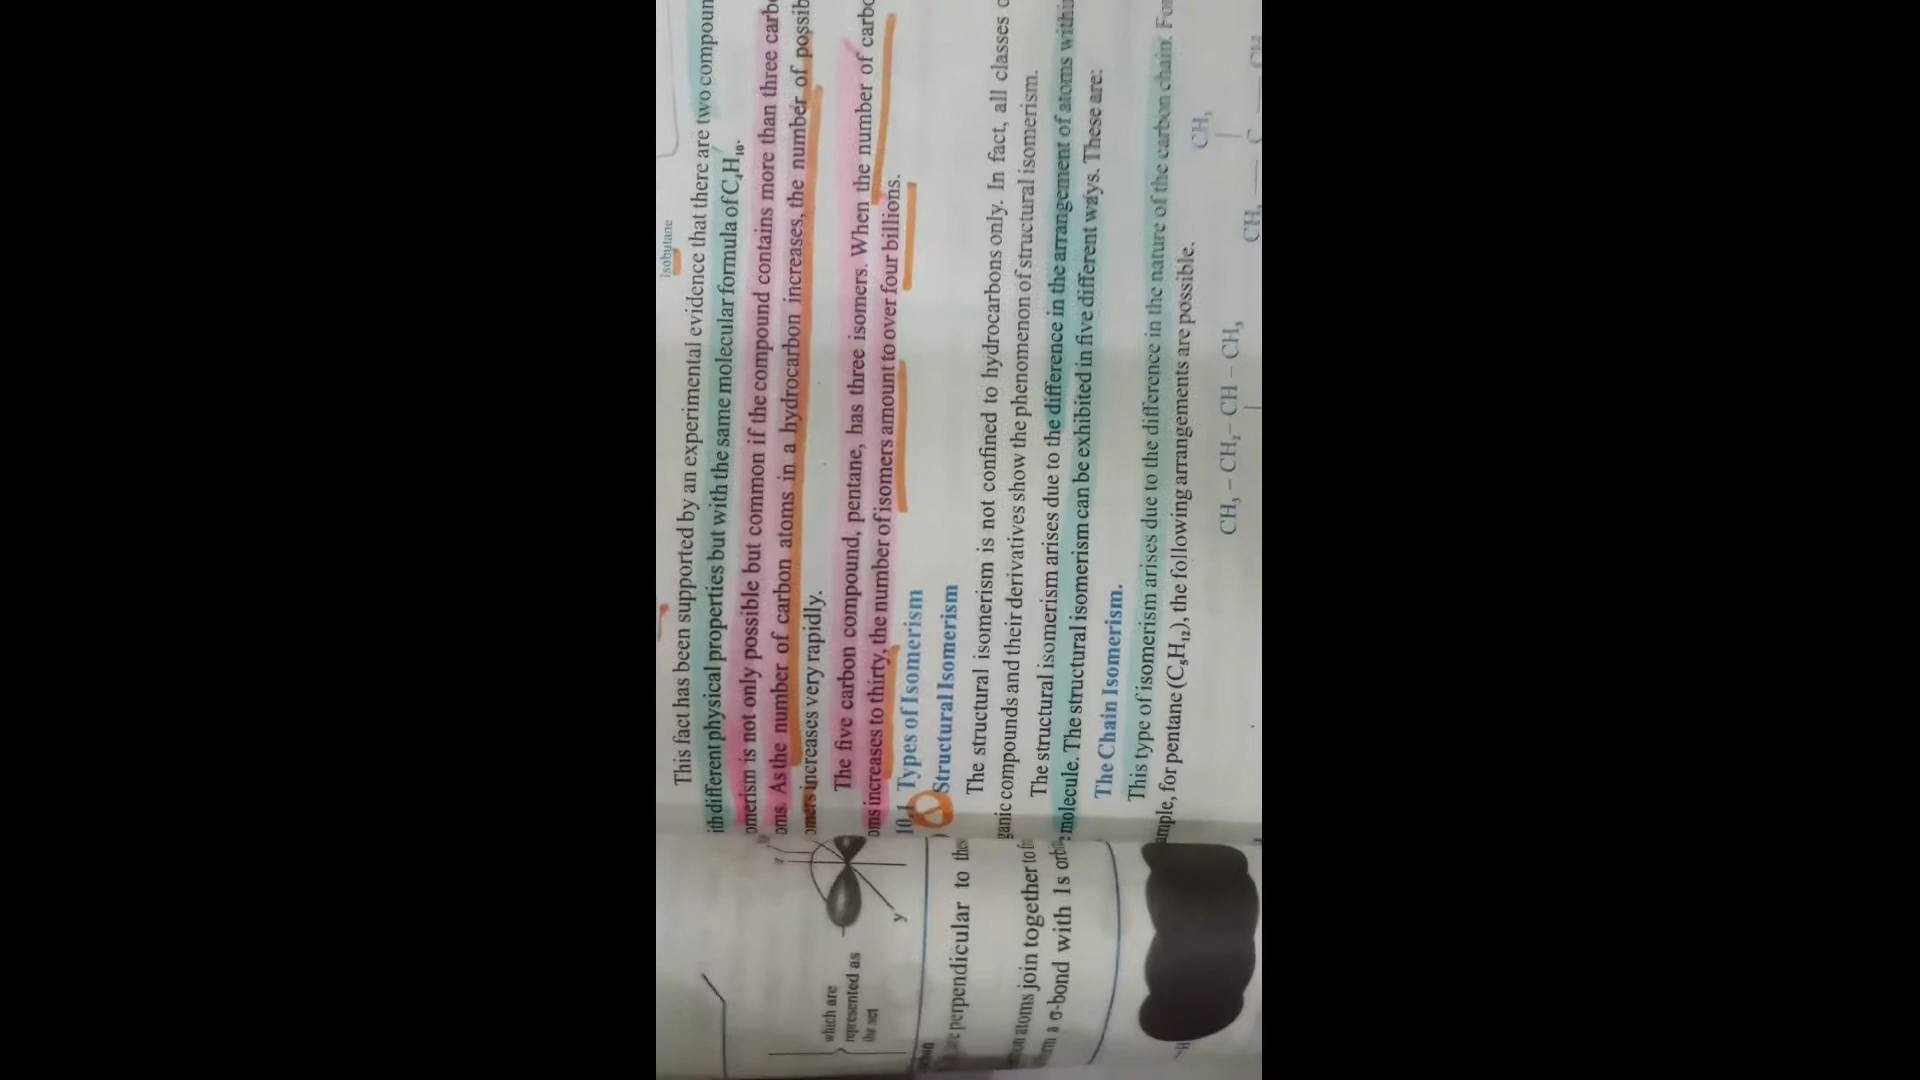 Isobutane
This fact has been supported by an experimental evidence that there are two compoun
ith different physical properties but with the same molecular formula of C₄H₁₀.
omerism is not only possible but common if the compound contains more than three carb
oms. As the number of carbon atoms in a hydrocarbon increases, the number of possib
omers increases very rapidly.
The five carbon compound, pentane, has three isomers. When the number of carbo
oms increases to thirty, the number of isomers amount to over four billions.
10.1 Types of Isomerism
) Structural Isomerism
The structural isomerism is not confined to hydrocarbons only. In fact, all classes o
ganic compounds and their derivatives show the phenomenon of structural isomerism.
The structural isomerism arises due to the difference in the arrangement of atoms withi
molecule. The structural isomerism can be exhibited in five different ways. These are:
The Chain Isomerism.
This type of isomerism arises due to the difference in the nature of the carbon chain. Fo
ample, for pentane (C₅H₁₂), the following arrangements are possible.
CH₃
CH₃ – CH₂ – CH – CH₃
CH₃ — C — CH
y
which are
represented as
the set
perpendicular to the
atoms join together to
a σ-bond with 1s orbi